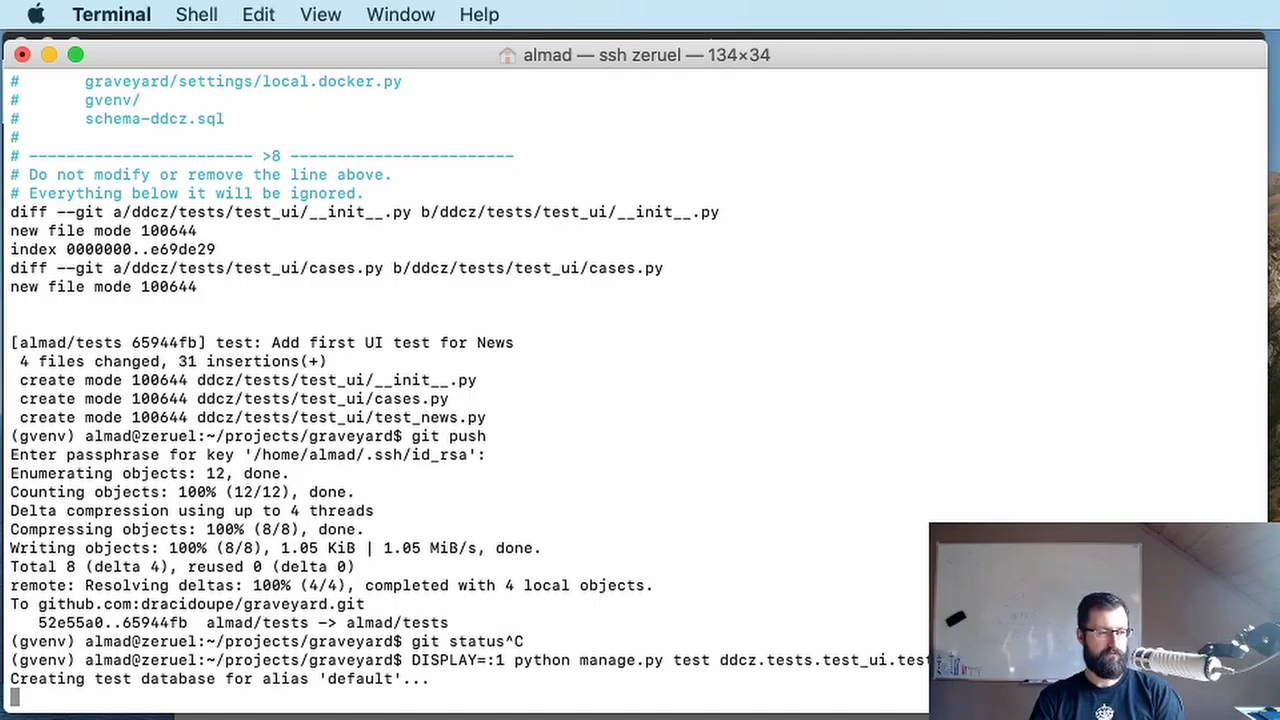 Terminal Shell Edit View Window Help
almad — ssh zeruel — 134×34
# graveyard/settings/local.docker.py
# gvenv/
# schema-ddcz.sql
#
# ------------------------ >8 ------------------------
# Do not modify or remove the line above.
# Everything below it will be ignored.
diff --git a/ddcz/tests/test_ui/__init__.py b/ddcz/tests/test_ui/__init__.py
new file mode 100644
index 0000000..e69de29
diff --git a/ddcz/tests/test_ui/cases.py b/ddcz/tests/test_ui/cases.py
new file mode 100644
[almad/tests 65944fb] test: Add first UI test for News
4 files changed, 31 insertions(+)
create mode 100644 ddcz/tests/test_ui/__init__.py
create mode 100644 ddcz/tests/test_ui/cases.py
create mode 100644 ddcz/tests/test_ui/test_news.py
(gvenv) almad@zeruel:~/projects/graveyard$ git push
Enter passphrase for key '/home/almad/.ssh/id_rsa':
Enumerating objects: 12, done.
Counting objects: 100% (12/12), done.
Delta compression using up to 4 threads
Compressing objects: 100% (8/8), done.
Writing objects: 100% (8/8), 1.05 KiB | 1.05 MiB/s, done.
Total 8 (delta 4), reused 0 (delta 0)
remote: Resolving deltas: 100% (4/4), completed with 4 local objects.
To github.com:dracidoupe/graveyard.git
52e55a0..65944fb almad/tests -> almad/tests
(gvenv) almad@zeruel:~/projects/graveyard$ git status^C
(gvenv) almad@zeruel:~/projects/graveyard$ DISPLAY=:1 python manage.py test ddcz.tests.test_ui.test
Creating test database for alias 'default'...